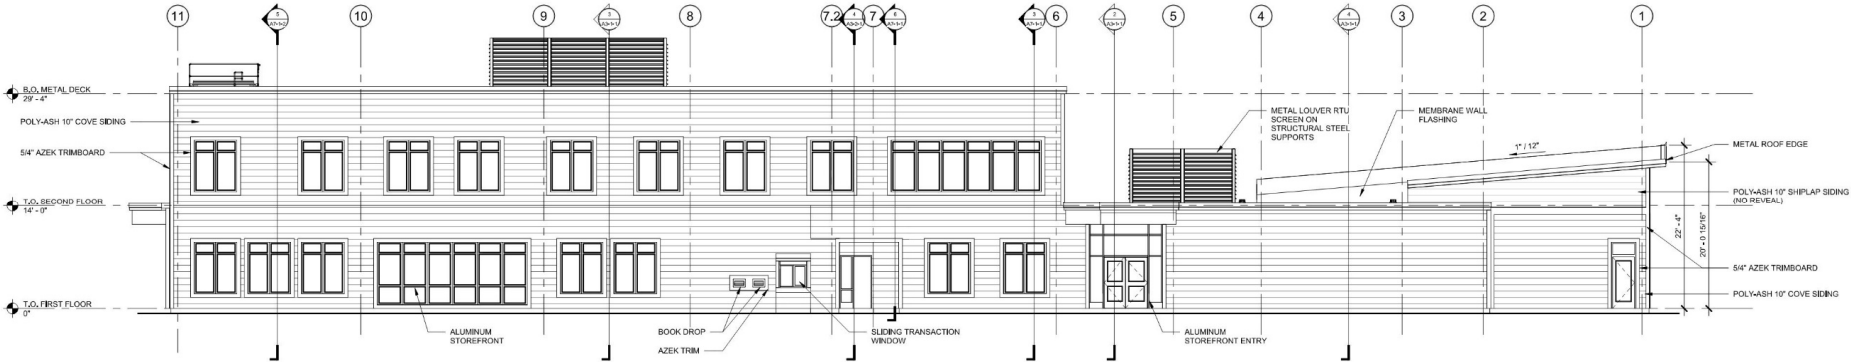 11
10
9
8
7.2
7
6
5
4
3
2
1
B.O. METAL DECK
29' - 4"
POLY-ASH 10" COVE SIDING
5/4" AZEK TRIMBOARD
T.O. SECOND FLOOR
14' - 0"
T.O. FIRST FLOOR
0"
ALUMINUM
STOREFRONT
BOOK DROP
AZEK TRIM
SLIDING TRANSACTION
WINDOW
ALUMINUM
STOREFRONT ENTRY
METAL LOUVER RTU
SCREEN ON
STRUCTURAL STEEL
SUPPORTS
MEMBRANE WALL
FLASHING
1" / 12"
METAL ROOF EDGE
POLY-ASH 10" SHIPLAP SIDING
(NO REVEAL)
22' - 4"
20' - 0 15/16"
5/4" AZEK TRIMBOARD
POLY-ASH 10" COVE SIDING